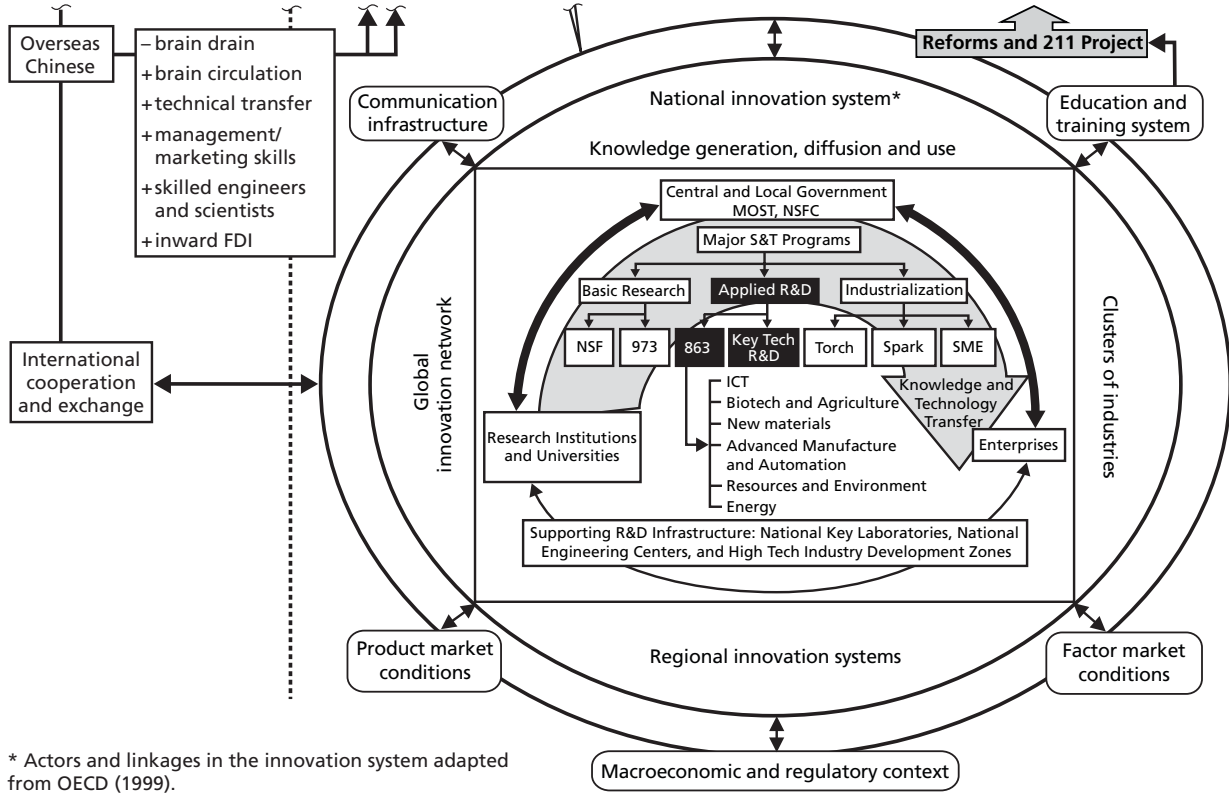 Overseas
Chinese
– brain drain
+ brain circulation
+ technical transfer
+ management/
marketing skills
+ skilled engineers
and scientists
+ inward FDI
International
cooperation
and exchange
Reforms and 211 Project
Communication
infrastructure
National innovation system*
Education and
training system
Knowledge generation, diffusion and use
Central and Local Government
MOST, NSFC
Major S&T Programs
Basic Research
Applied R&D
Industrialization
NSF
973
863
Key Tech
R&D
Torch
Spark
SME
Global
innovation network
Clusters of industries
ICT
Biotech and Agriculture
New materials
Advanced Manufacture
and Automation
Resources and Environment
Energy
Knowledge and
Technology
Transfer
Research Institutions
and Universities
Enterprises
Supporting R&D Infrastructure: National Key Laboratories, National
Engineering Centers, and High Tech Industry Development Zones
Product market
conditions
Regional innovation systems
Factor market
conditions
Macroeconomic and regulatory context
* Actors and linkages in the innovation system adapted
from OECD (1999).